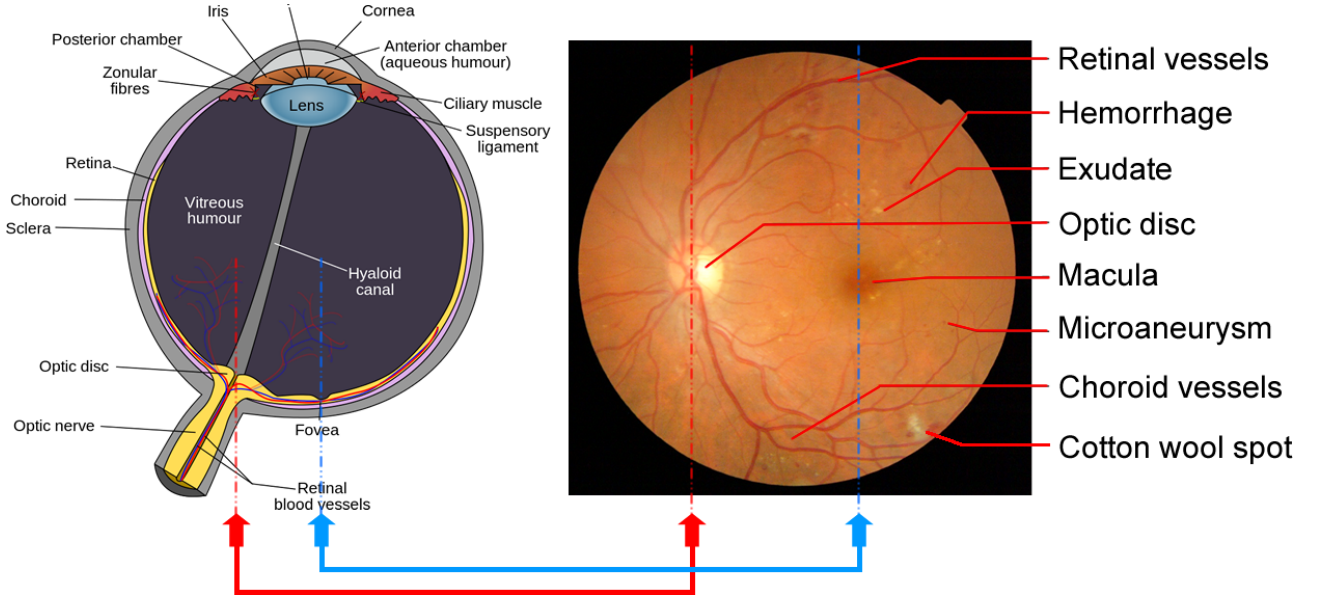 Iris
Cornea
Posterior chamber
Anterior chamber
(aqueous humour)
Zonular
fibres
Lens
Ciliary muscle
Suspensory
ligament
Retina
Choroid
Sclera
Vitreous
humour
Hyaloid
canal
Optic disc
Optic nerve
Fovea
Retinal
blood vessels
Retinal vessels
Hemorrhage
Exudate
Optic disc
Macula
Microaneurysm
Choroid vessels
Cotton wool spot